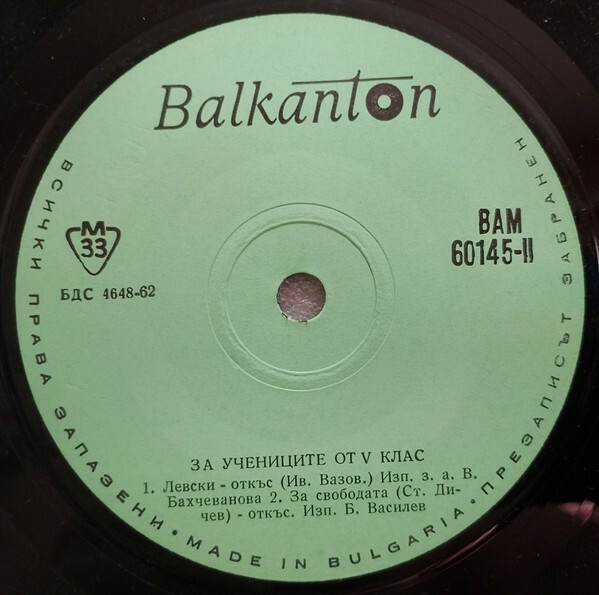 Balkanton
М
33
БДС 4648-62
ВАМ
60145-II
ЗА УЧЕНИЦИТЕ ОТ V КЛАС
1. Левски - откъс (Ив. Вазов.) Изп. з. а. В.
Бахчеванова 2. За свободата (Ст. Ди-
чев) - откъс. Изп. Б. Василев
ВСИЧКИ ПРАВА ЗАПАЗЕНИ • MADE IN BULGARIA • ПРЕЗАПИСЪТ ЗАБРАНЕН